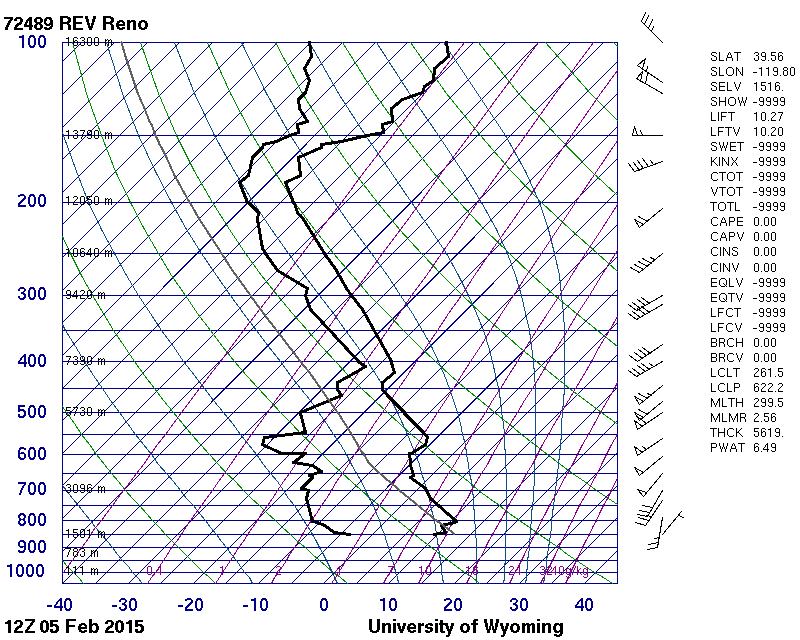 72489 REV Reno
100
16300 m
13790 m
200
12050 m
10640 m
300
9420 m
400
7390 m
500
5730 m
600
700
3096 m
800
1501 m
900
783 m
1000
111 m
0.4 1 2 4 7 10 16 24 32 40g/kg
-40 -30 -20 -10 0 10 20 30 40
12Z 05 Feb 2015 University of Wyoming
SLAT 39.56
SLON -119.80
SELV 1516.
SHOW -9999
LIFT 10.27
LFTV 10.20
SWET -9999
KINX -9999
CTOT -9999
VTOT -9999
TOTL -9999
CAPE 0.00
CAPV 0.00
CINS 0.00
CINV 0.00
EQLV -9999
EQTV -9999
LFCT -9999
LFCV -9999
BRCH 0.00
BRCV 0.00
LCLT 261.5
LCLP 622.2
MLTH 299.5
MLMR 2.56
THCK 5619.
PWAT 6.49